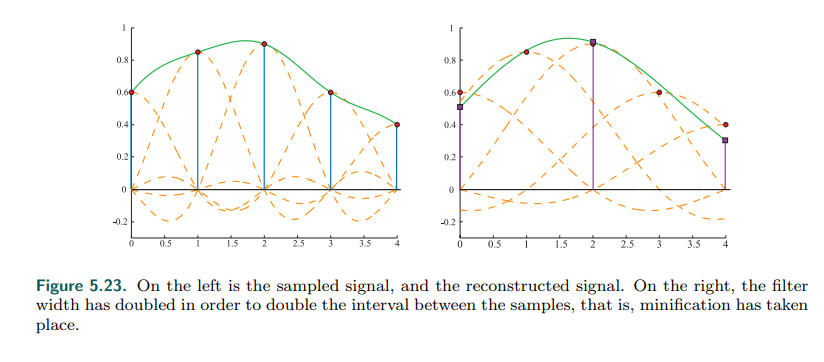 1
0.8
0.6
0.4
0.2
0
-0.2
0 0.5 1 1.5 2 2.5 3 3.5 4
1
0.8
0.6
0.4
0.2
0
-0.2
0 0.5 1 1.5 2 2.5 3 3.5 4
Figure 5.23. On the left is the sampled signal, and the reconstructed signal. On the right, the filter
width has doubled in order to double the interval between the samples, that is, minification has taken
place.